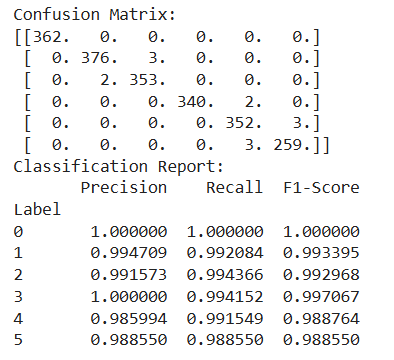 Confusion Matrix:
[[362.   0.   0.   0.   0.   0.]
 [  0. 376.   3.   0.   0.   0.]
 [  0.   2. 353.   0.   0.   0.]
 [  0.   0.   0. 340.   2.   0.]
 [  0.   0.   0.   0. 352.   3.]
 [  0.   0.   0.   0.   3. 259.]]
Classification Report:
       Precision    Recall  F1-Score
Label
0       1.000000  1.000000  1.000000
1       0.994709  0.992084  0.993395
2       0.991573  0.994366  0.992968
3       1.000000  0.994152  0.997067
4       0.985994  0.991549  0.988764
5       0.988550  0.988550  0.988550